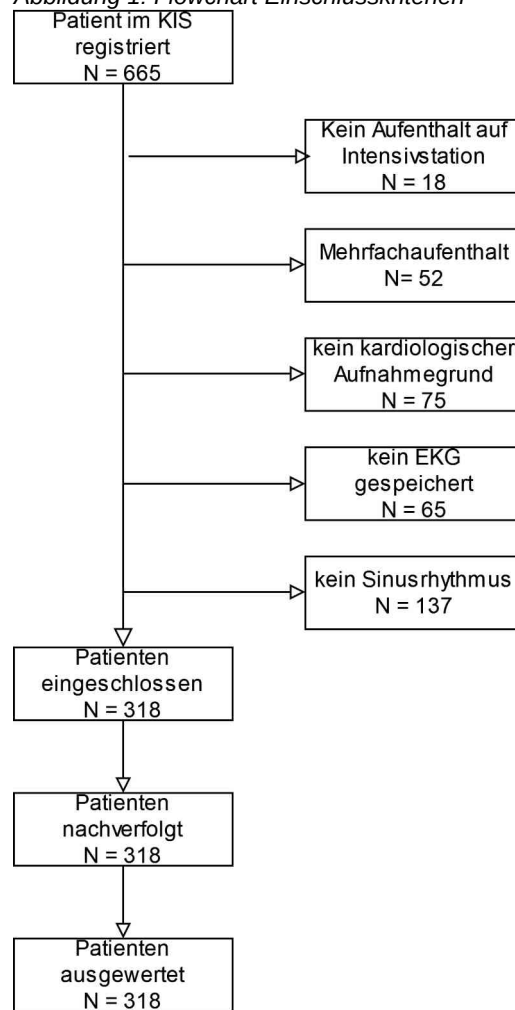 Abbildung 1: Flowchart Einschlusskriterien
Patient im KIS
registriert
N = 665
Kein Aufenthalt auf
Intensivstation
N = 18
Mehrfachaufenthalt
N= 52
kein kardiologischer
Aufnahmegrund
N = 75
kein EKG
gespeichert
N = 65
kein Sinusrhythmus
N = 137
Patienten
eingeschlossen
N = 318
Patienten
nachverfolgt
N = 318
Patienten
ausgewertet
N = 318